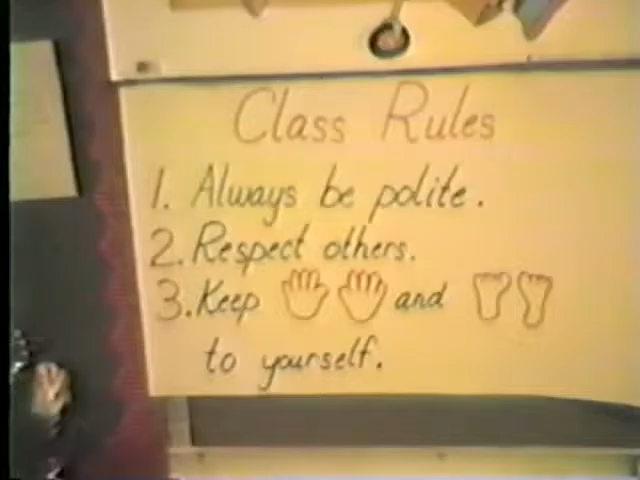 Class Rules
1. Always be polite.
2. Respect others.
3. Keep and
to yourself.